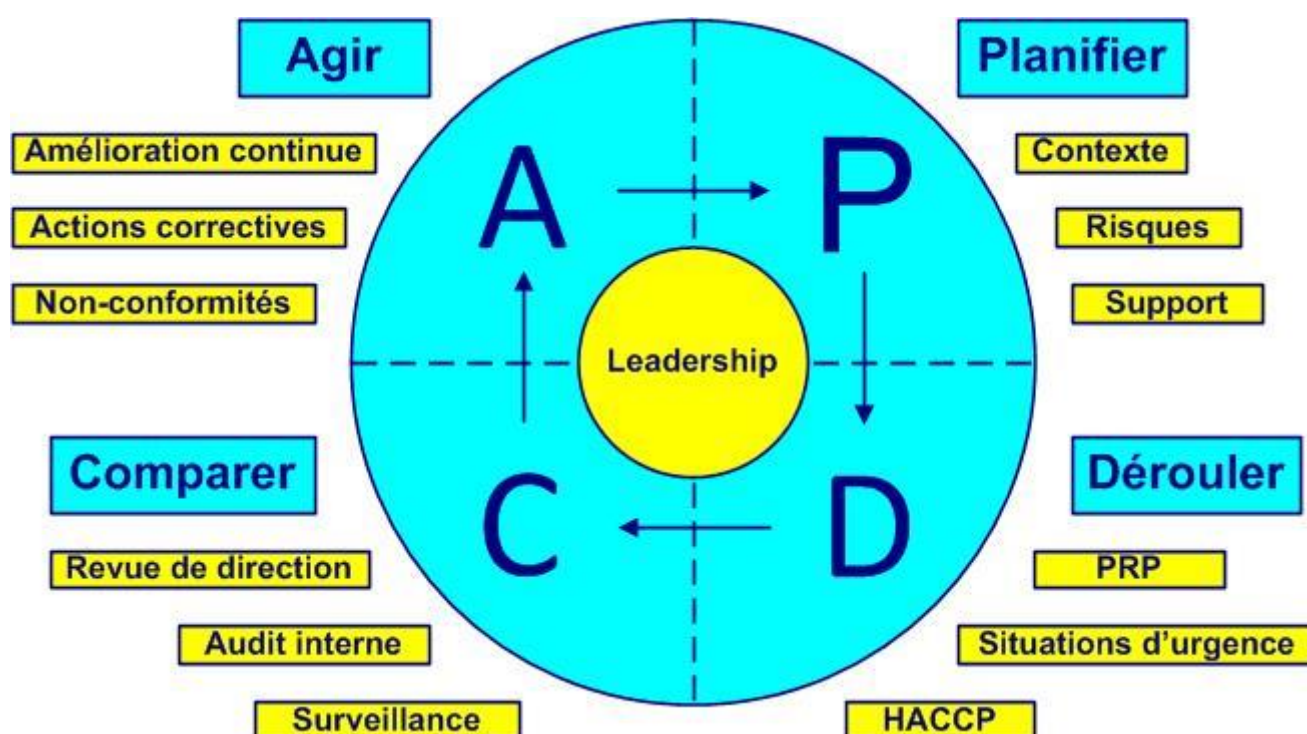 Agir
Planifier
Amélioration continue
Contexte
Actions correctives
Risques
Non-conformités
Support
A
P
Leadership
Comparer
Dérouler
C
D
Revue de direction
PRP
Audit interne
Situations d’urgence
Surveillance
HACCP